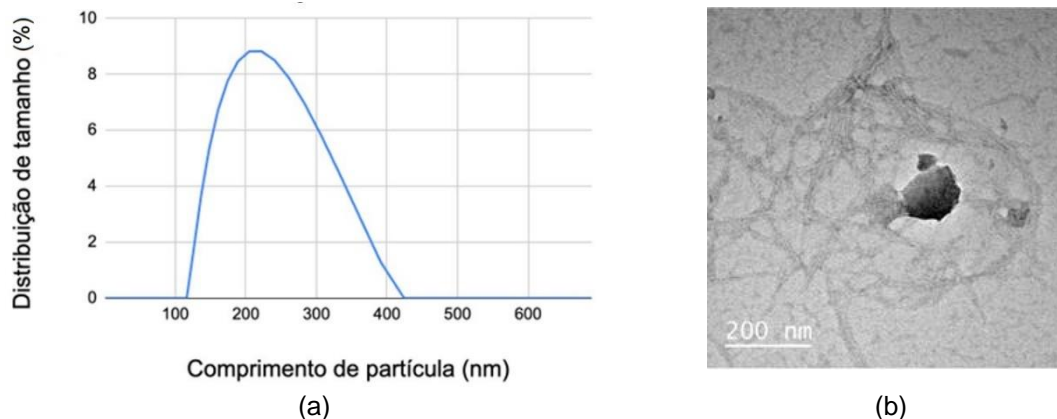 Distribuição de tamanho (%)
10
8
6
4
2
0
100 200 300 400 500 600
Comprimento de partícula (nm)
200 nm
(a) (b)